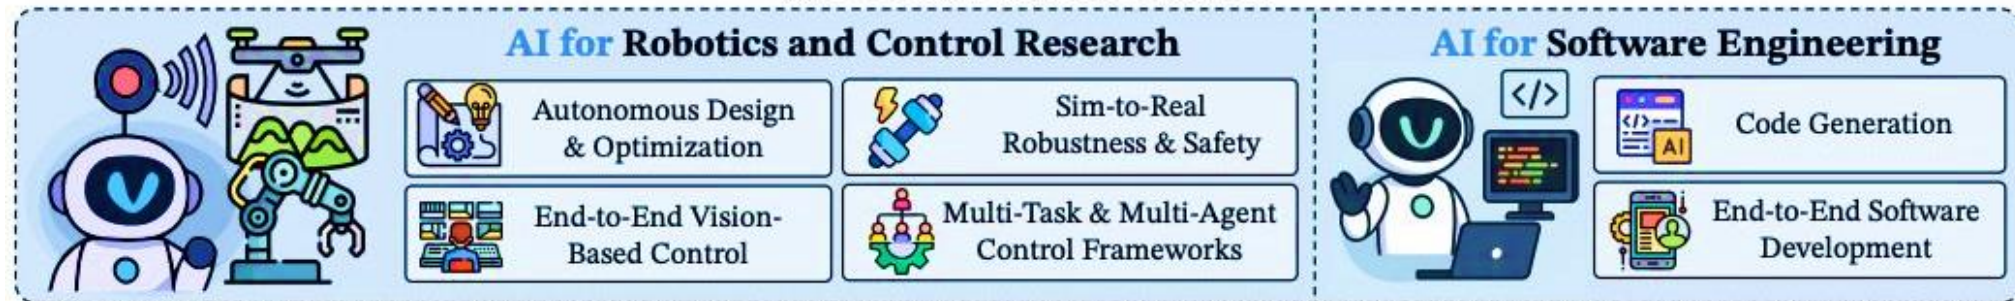 AI for Robotics and Control Research
Autonomous Design
& Optimization
Sim-to-Real
Robustness & Safety
End-to-End Vision-
Based Control
Multi-Task & Multi-Agent
Control Frameworks
AI for Software Engineering
</>
</>
AI
Code Generation
End-to-End Software
Development